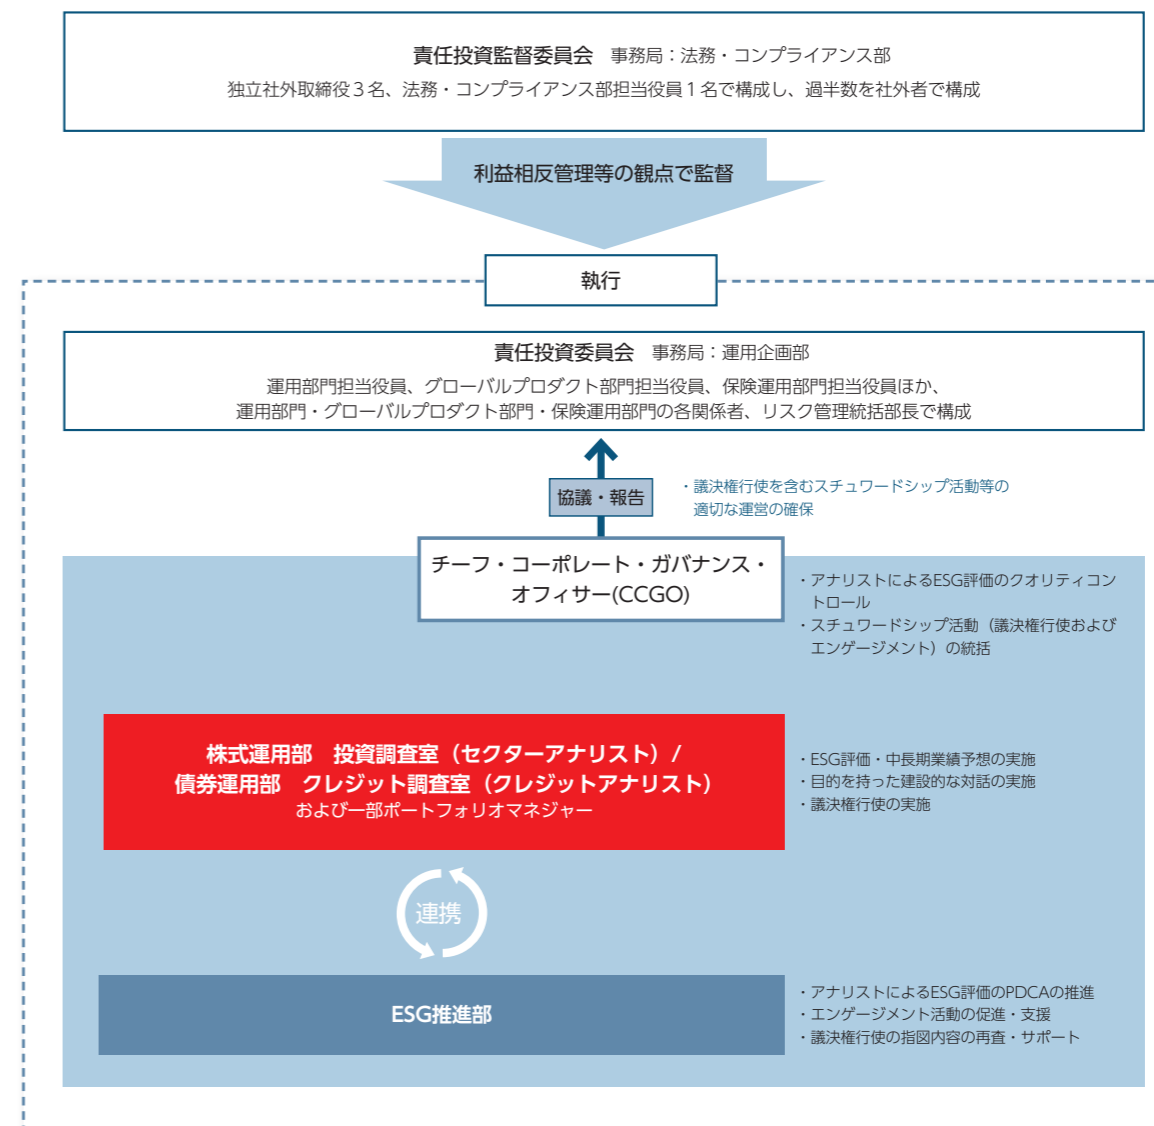 責任投資監督委員会　事務局：法務・コンプライアンス部
独立社外取締役３名、法務・コンプライアンス部担当役員１名で構成し、過半数を社外者で構成
利益相反管理等の観点で監督
執行
責任投資委員会　事務局：運用企画部
運用部門担当役員、グローバルプロダクト部門担当役員、保険運用部門担当役員ほか、
運用部門・グローバルプロダクト部門・保険運用部門の各関係者、リスク管理統括部長で構成
協議・報告
・議決権行使を含むスチュワードシップ活動等の
適切な運営の確保
チーフ・コーポレート・ガバナンス・
オフィサー(CCGO)
・アナリストによるESG評価のクオリティコン
トロール
・スチュワードシップ活動（議決権行使および
エンゲージメント）の統括
株式運用部　投資調査室（セクターアナリスト）/
債券運用部　クレジット調査室（クレジットアナリスト）
および一部ポートフォリオマネジャー
・ESG評価・中長期業績予想の実施
・目的を持った建設的な対話の実施
・議決権行使の実施
連携
ESG推進部
・アナリストによるESG評価のPDCAの推進
・エンゲージメント活動の促進・支援
・議決権行使の指図内容の再査・サポート